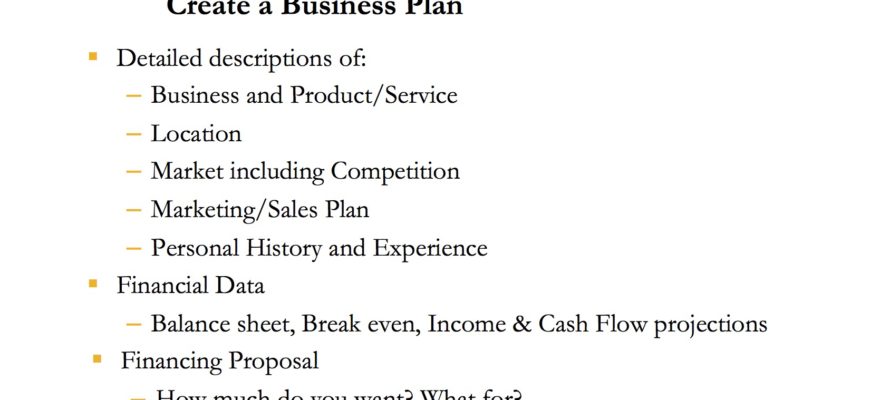 Create a Business Plan
▪ Detailed descriptions of:
– Business and Product/Service
– Location
– Market including Competition
– Marketing/Sales Plan
– Personal History and Experience
▪ Financial Data
– Balance sheet, Break even, Income & Cash Flow projections
▪ Financing Proposal
– How much do you want? What for?